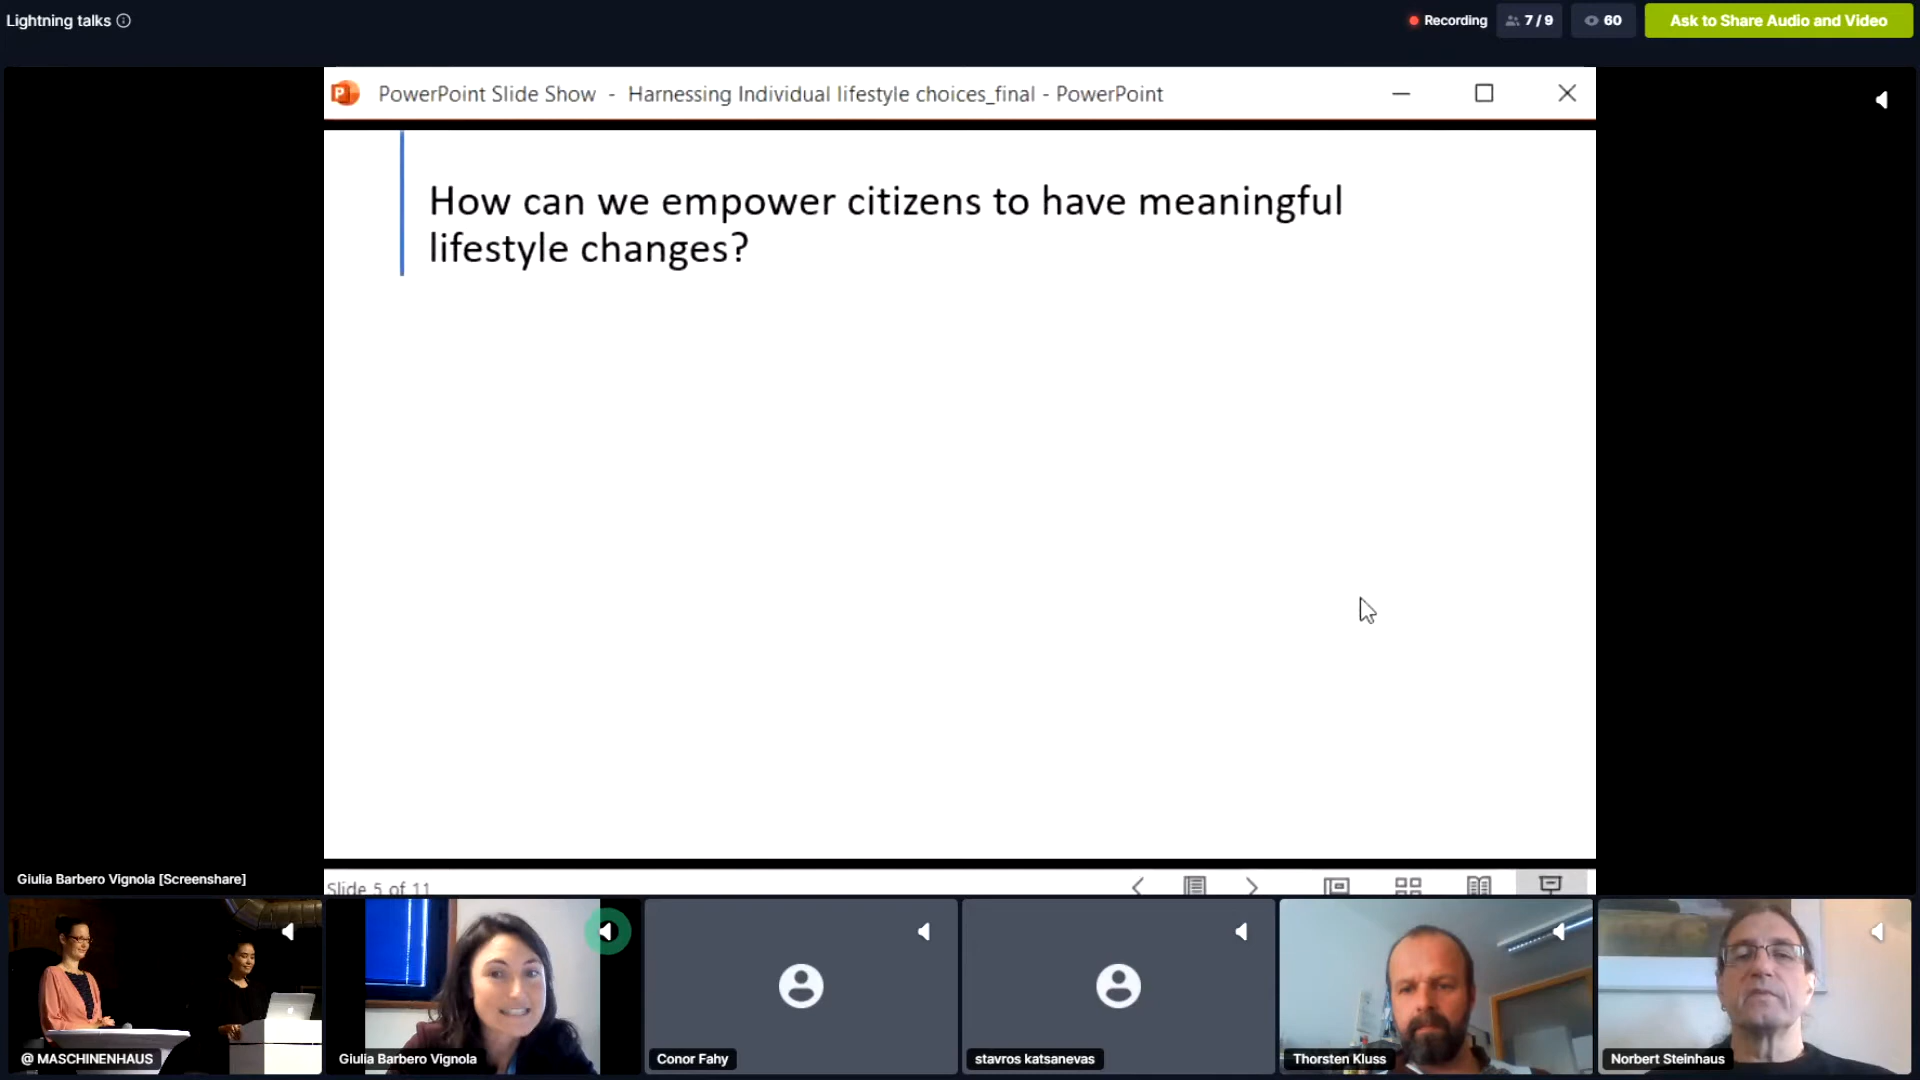 Lightning talks
Recording
7 / 9
60
Ask to Share Audio and Video
PowerPoint Slide Show - Harnessing Individual lifestyle choices_final - PowerPoint
How can we empower citizens to have meaningful
lifestyle changes?
Giulia Barbero Vignola [Screenshare]
Slide 5 of 11
@ MASCHINENHAUS
Giulia Barbero Vignola
Conor Fahy
stavros katsanevas
Thorsten Kluss
Norbert Steinhaus